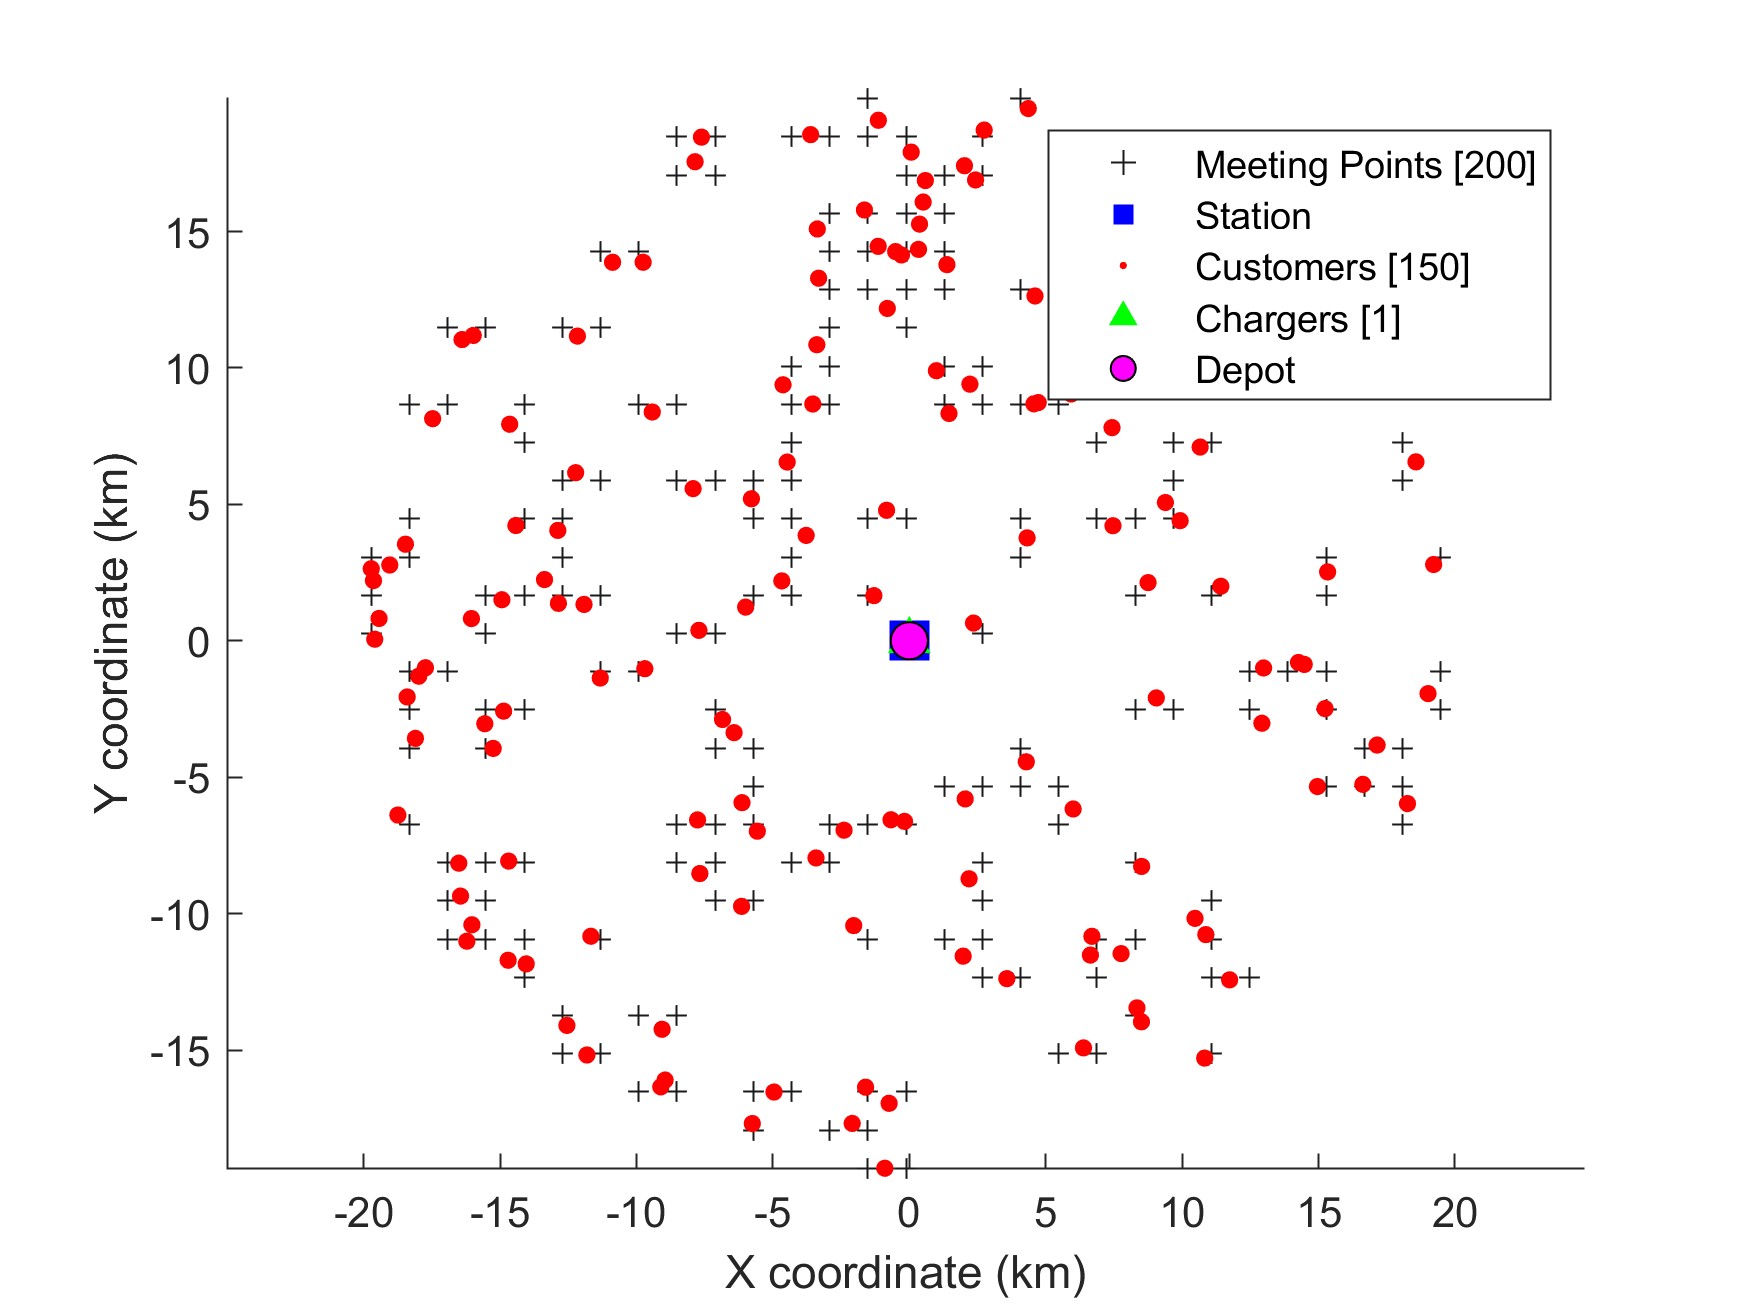 Meeting Points [200]
Station
Customers [150]
Chargers [1]
Depot
15
10
5
0
-5
-10
-15
Y coordinate (km)
-20 -15 -10 -5 0 5 10 15 20
X coordinate (km)